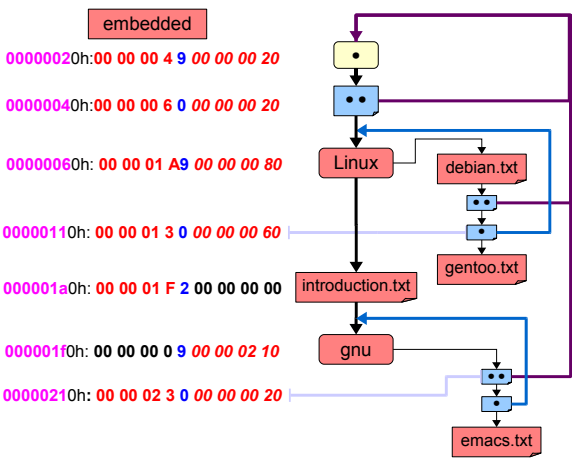 embedded
00000020h:00 00 00 4 9 00 00 00 20
•
00000040h:00 00 00 6 0 00 00 00 20
• •
00000060h: 00 00 01 A9 00 00 00 80
Linux
debian.txt
• •
00000110h: 00 00 01 3 0 00 00 00 60
•
gentoo.txt
000001a0h: 00 00 01 F 2 00 00 00 00
introduction.txt
000001f0h: 00 00 00 0 9 00 00 02 10
gnu
• •
00000210h: 00 00 02 3 0 00 00 00 20
•
emacs.txt